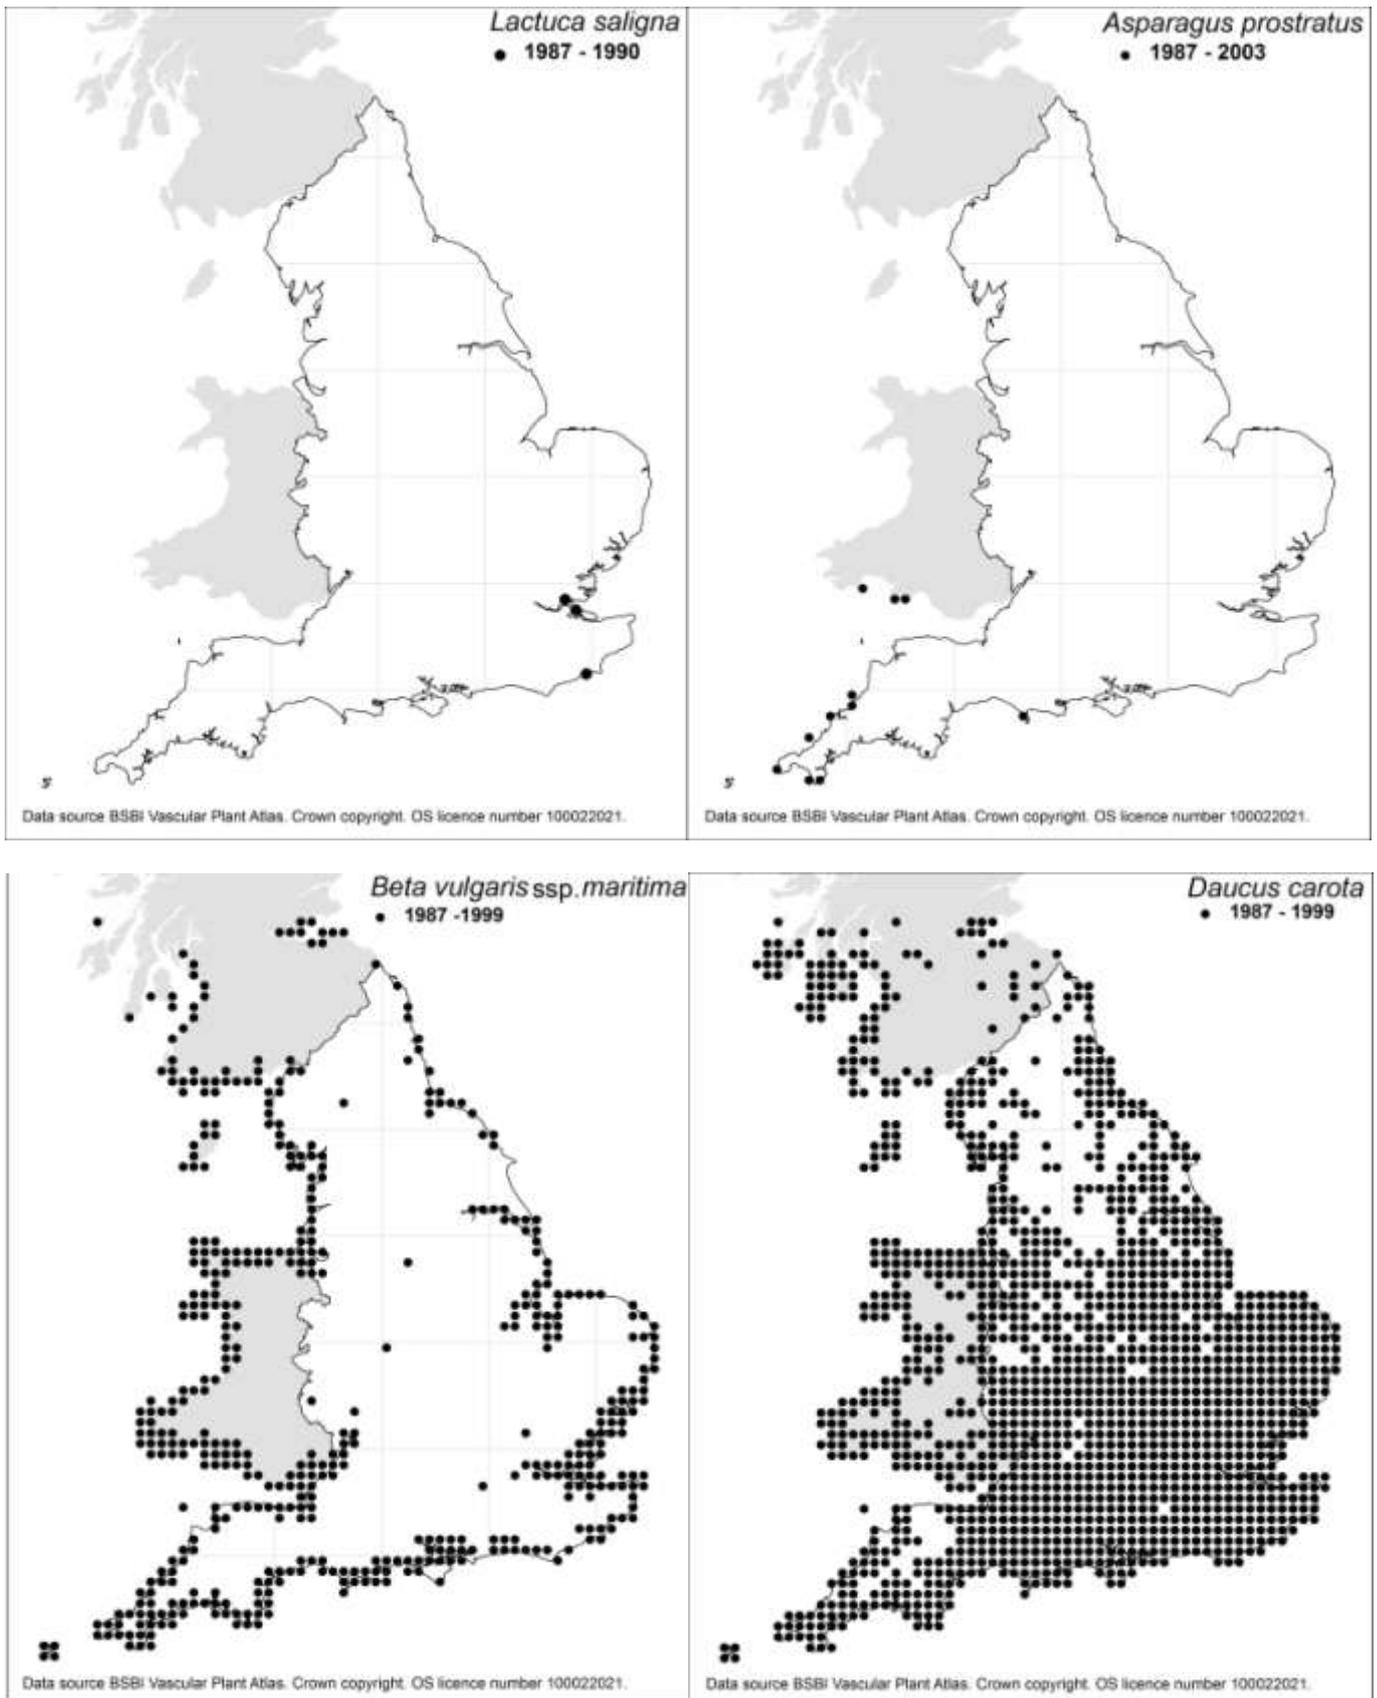 Lactuca saligna
1987 - 1990
Data source BSBI Vascular Plant Atlas. Crown copyright. OS licence number 100022021.
Asparagus prostratus
1987 - 2003
Data source BSBI Vascular Plant Atlas. Crown copyright. OS licence number 100022021.
Beta vulgaris ssp. maritima
1987 -1999
Data source BSBI Vascular Plant Atlas. Crown copyright. OS licence number 100022021.
Daucus carota
1987 - 1999
Data source BSBI Vascular Plant Atlas. Crown copyright. OS licence number 100022021.